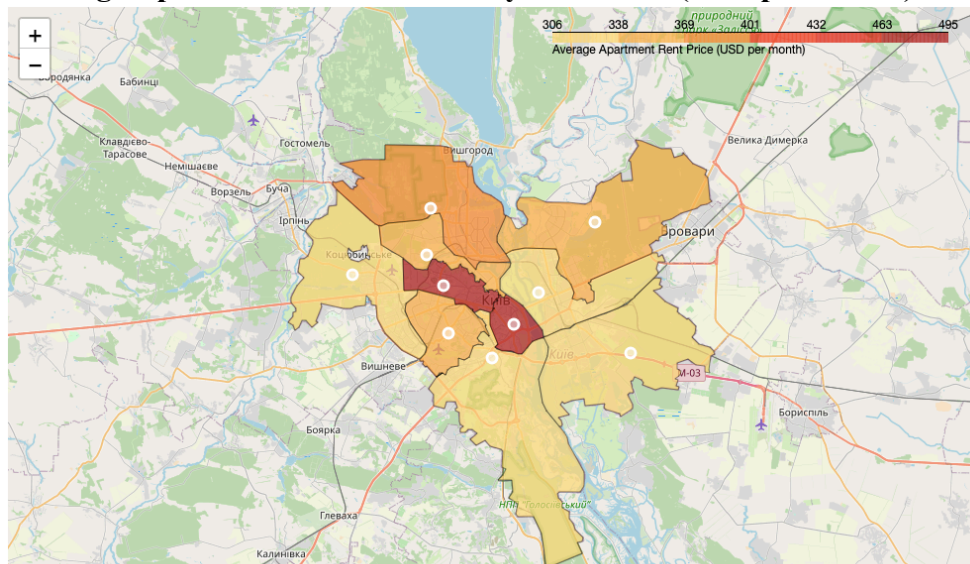 306 338 369 401 432 463 495
Average Apartment Rent Price (USD per month)
+
−
природний
Бородянка
Бабинці
Гостомель
Вишгород
Велика Димерка
Клавдієво-
Тарасове
Немішаєве
Ворзель
Буча
Ірпінь
Бровари
Коцюбинське
Київ
Київ
Вишневе
М-03
Бориспіль
Боярка
НПП "Голосіївський"
Глеваха
Калинівка